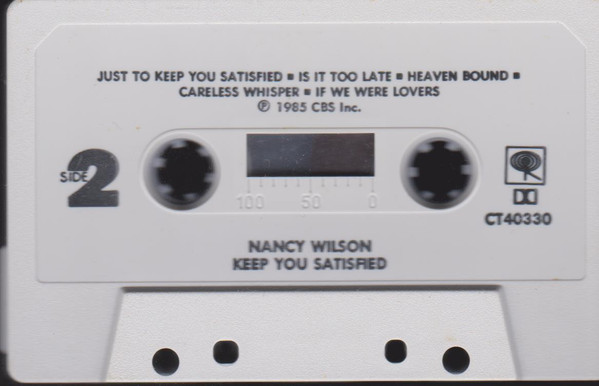 JUST TO KEEP YOU SATISFIED ▪ IS IT TOO LATE ▪ HEAVEN BOUND ▪
CARELESS WHISPER ▪ IF WE WERE LOVERS
℗ 1985 CBS Inc.
SIDE 2
100 50 0
CT40330
NANCY WILSON
KEEP YOU SATISFIED